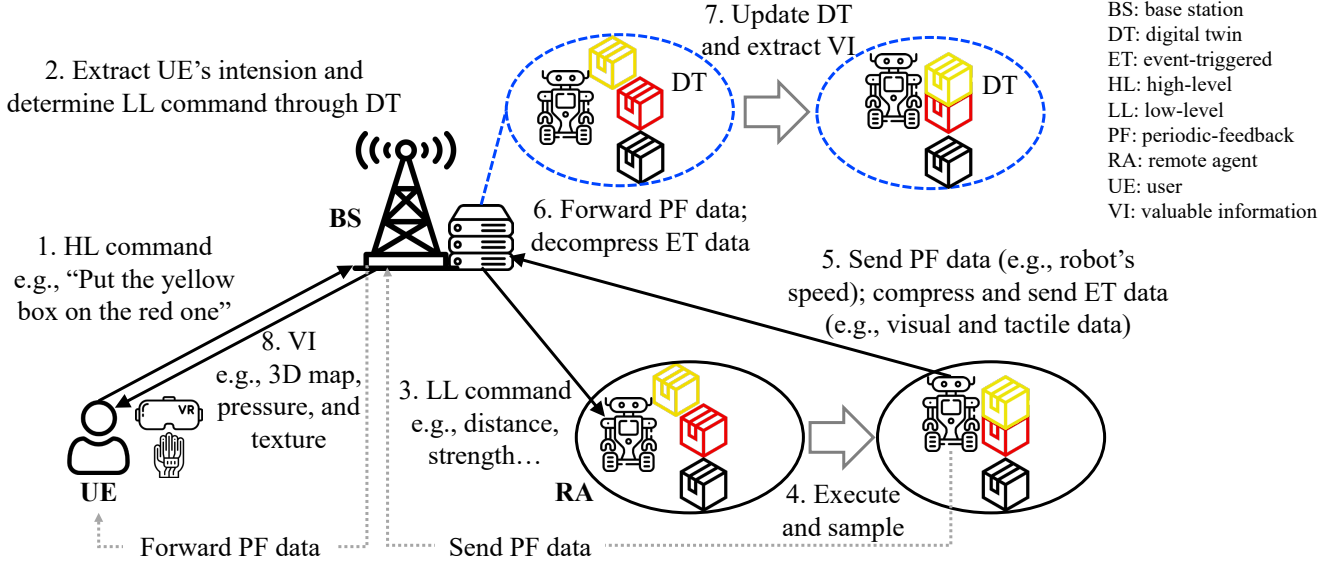 2. Extract UE's intension and
determine LL command through DT
7. Update DT
and extract VI
DT
DT
BS: base station
DT: digital twin
ET: event-triggered
HL: high-level
LL: low-level
PF: periodic-feedback
RA: remote agent
UE: user
VI: valuable information
BS
6. Forward PF data;
decompress ET data
1. HL command
e.g., “Put the yellow
box on the red one”
5. Send PF data (e.g., robot's
speed); compress and send ET data
(e.g., visual and tactile data)
8. VI
e.g., 3D map,
pressure, and
texture
VR
UE
3. LL command
e.g., distance,
strength…
RA
4. Execute
and sample
Forward PF data
Send PF data